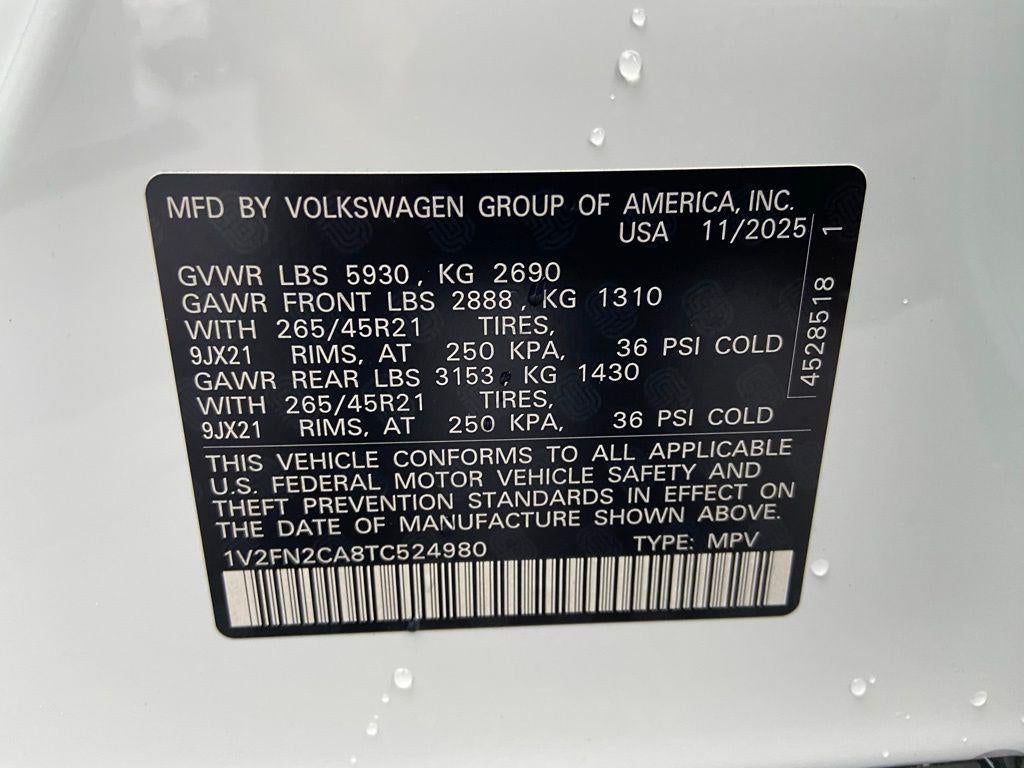 MFD BY VOLKSWAGEN GROUP OF AMERICA, INC.
USA 11/2025
GVWR LBS 5930, KG 2690
GAWR FRONT LBS 2888, KG 1310
WITH 265/45R21 TIRES,
9JX21 RIMS, AT 250 KPA, 36 PSI COLD
GAWR REAR LBS 3153, KG 1430
WITH 265/45R21 TIRES,
9JX21 RIMS, AT 250 KPA, 36 PSI COLD
4528518 1
THIS VEHICLE CONFORMS TO ALL APPLICABLE
U.S. FEDERAL MOTOR VEHICLE SAFETY AND
THEFT PREVENTION STANDARDS IN EFFECT ON
THE DATE OF MANUFACTURE SHOWN ABOVE.
1V2FN2CA8TC524980 TYPE: MPV